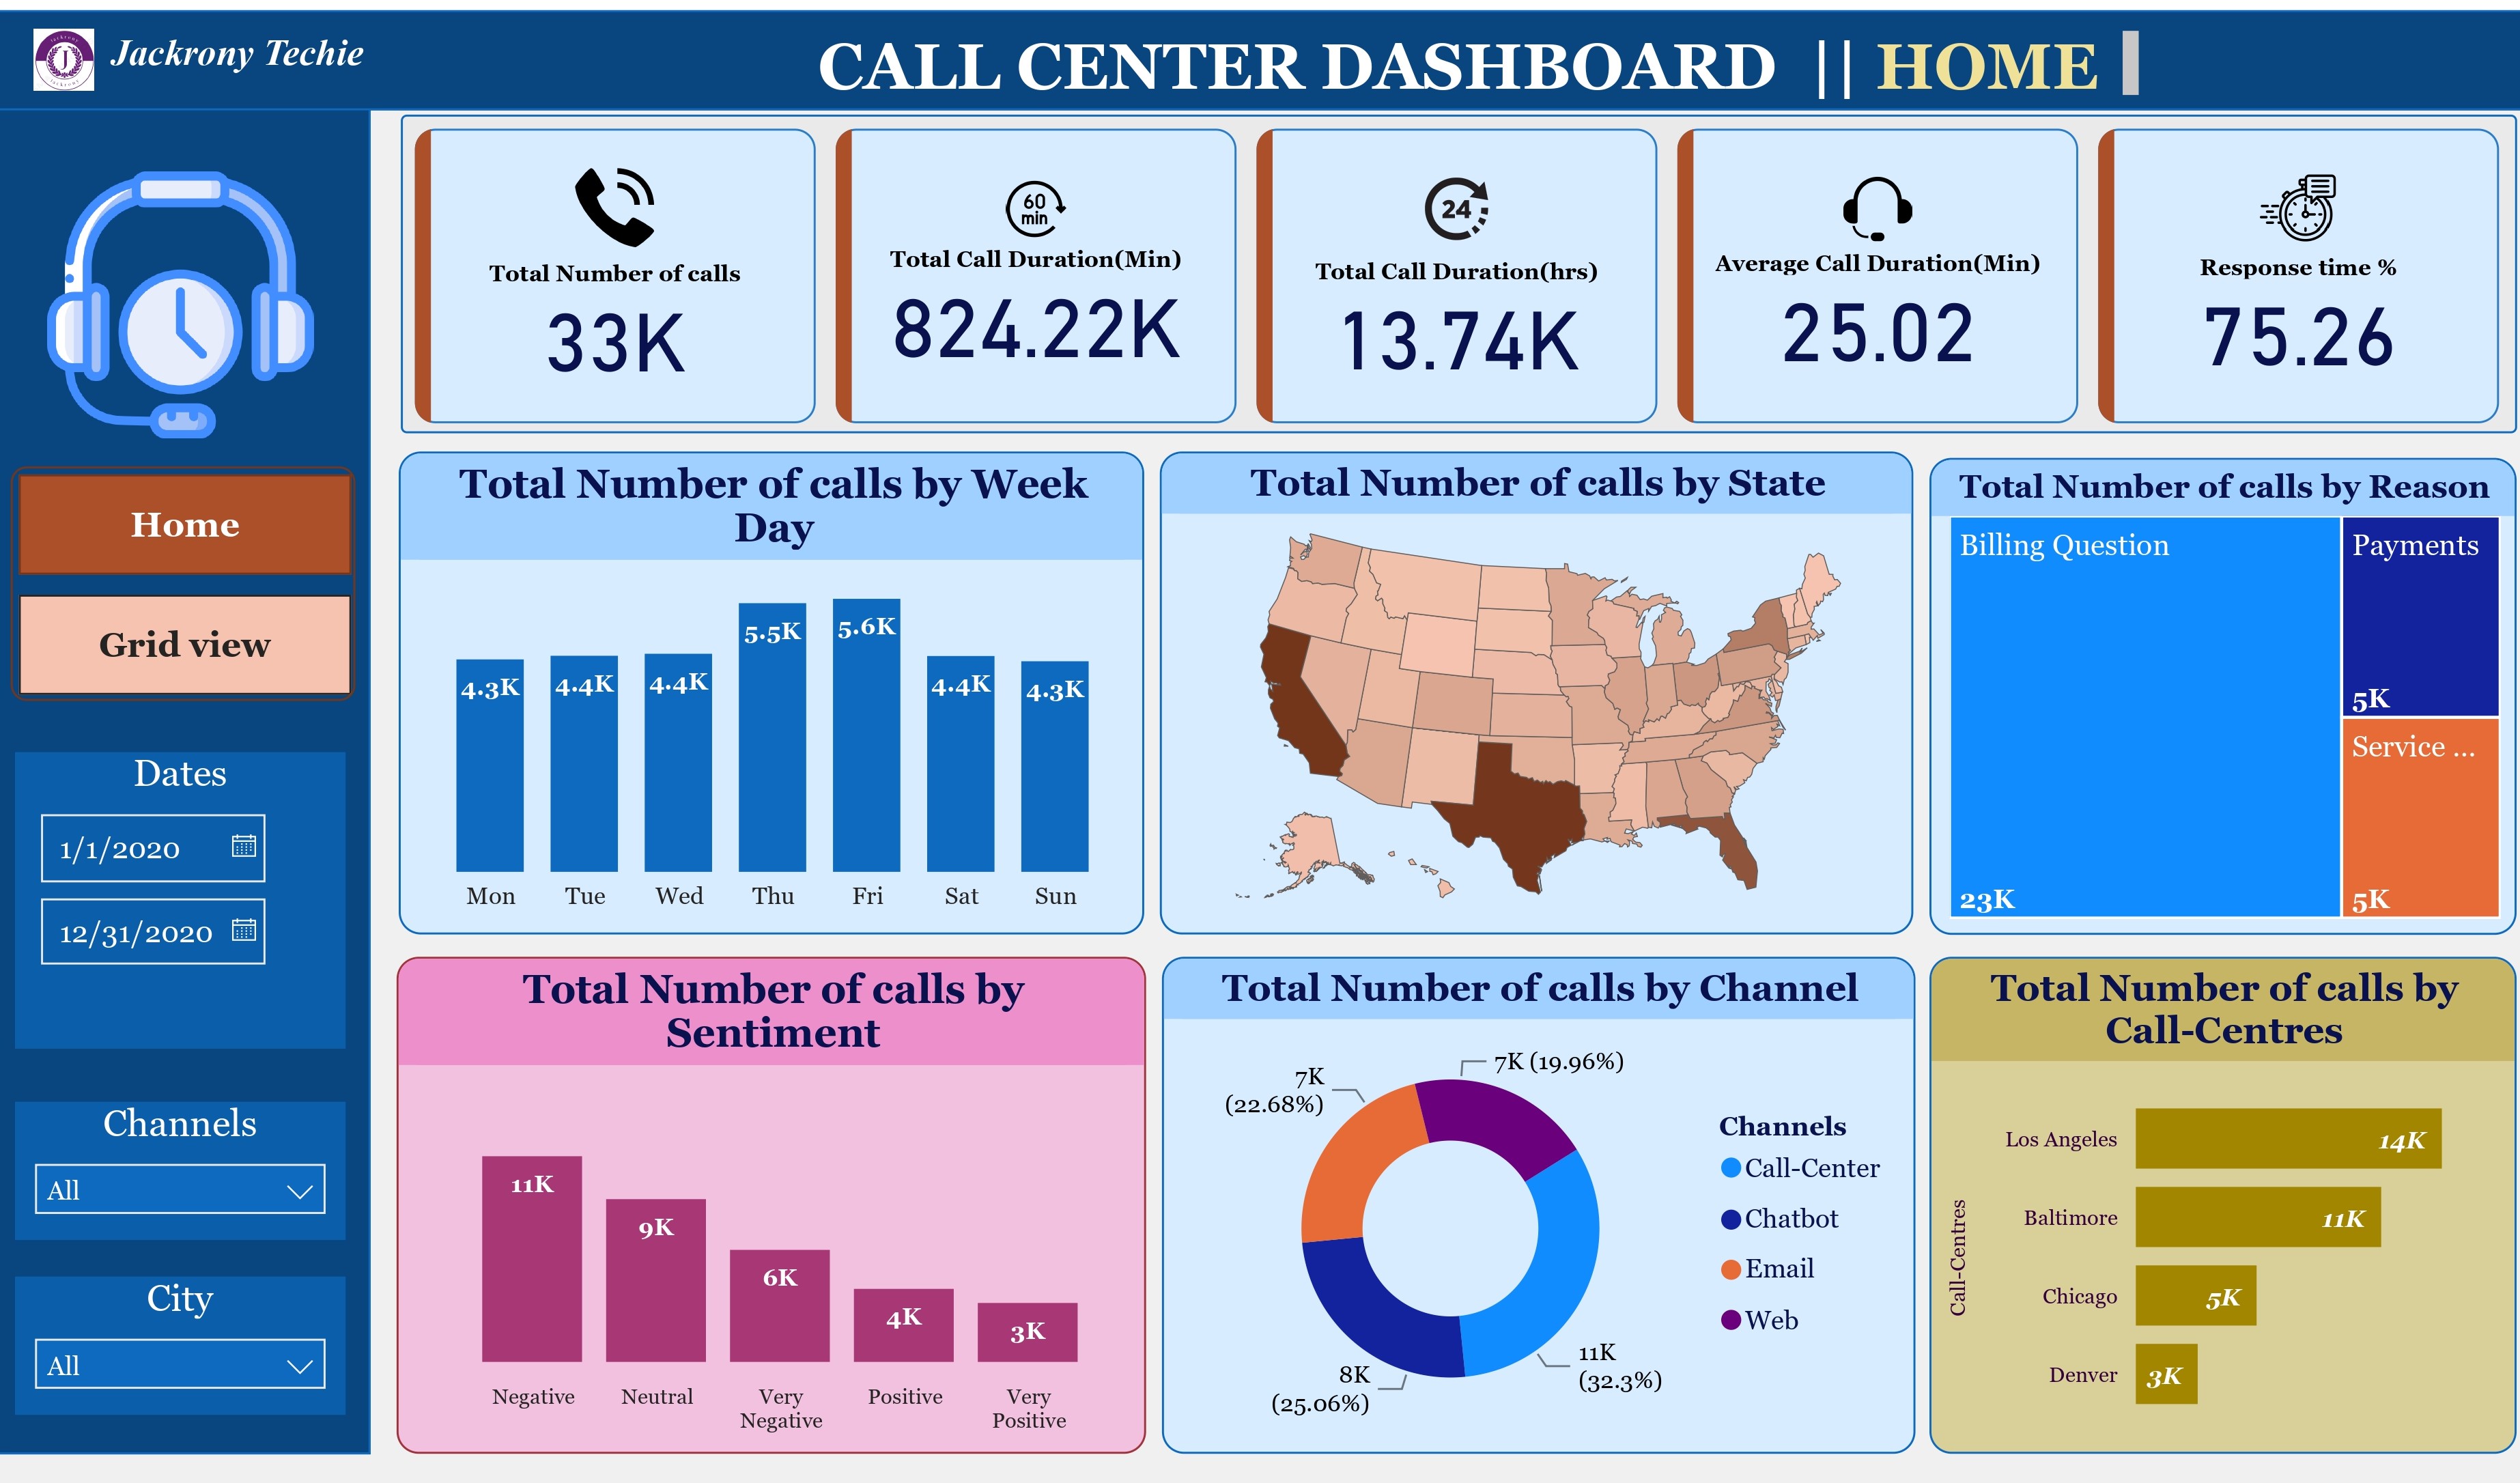 Jackrony Techie
CALL CENTER DASHBOARD || HOME
Total Number of calls
33K
60
min
Total Call Duration(Min)
824.22K
24
Total Call Duration(hrs)
13.74K
Average Call Duration(Min)
25.02
Response time %
75.26
Home
Grid view
Dates
1/1/2020
12/31/2020
Channels
All
City
All
Total Number of calls by Week
Day
4.3K
4.4K
4.4K
5.5K
5.6K
4.4K
4.3K
Mon
Tue
Wed
Thu
Fri
Sat
Sun
Total Number of calls by State
Total Number of calls by Reason
Billing Question
23K
Payments
5K
Service ...
5K
Total Number of calls by
Sentiment
11K
9K
6K
4K
3K
Negative
Neutral
Very
Negative
Positive
Very
Positive
Total Number of calls by Channel
7K (19.96%)
7K
(22.68%)
8K
(25.06%)
11K
(32.3%)
Channels
Call-Center
Chatbot
Email
Web
Total Number of calls by
Call-Centres
Call-Centres
Los Angeles
14K
Baltimore
11K
Chicago
5K
Denver
3K